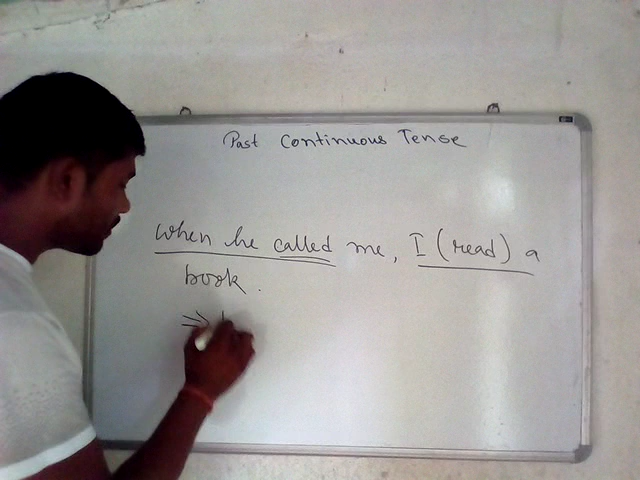 Past Continuous Tense
When he called me, I (read) a
book.
⇒